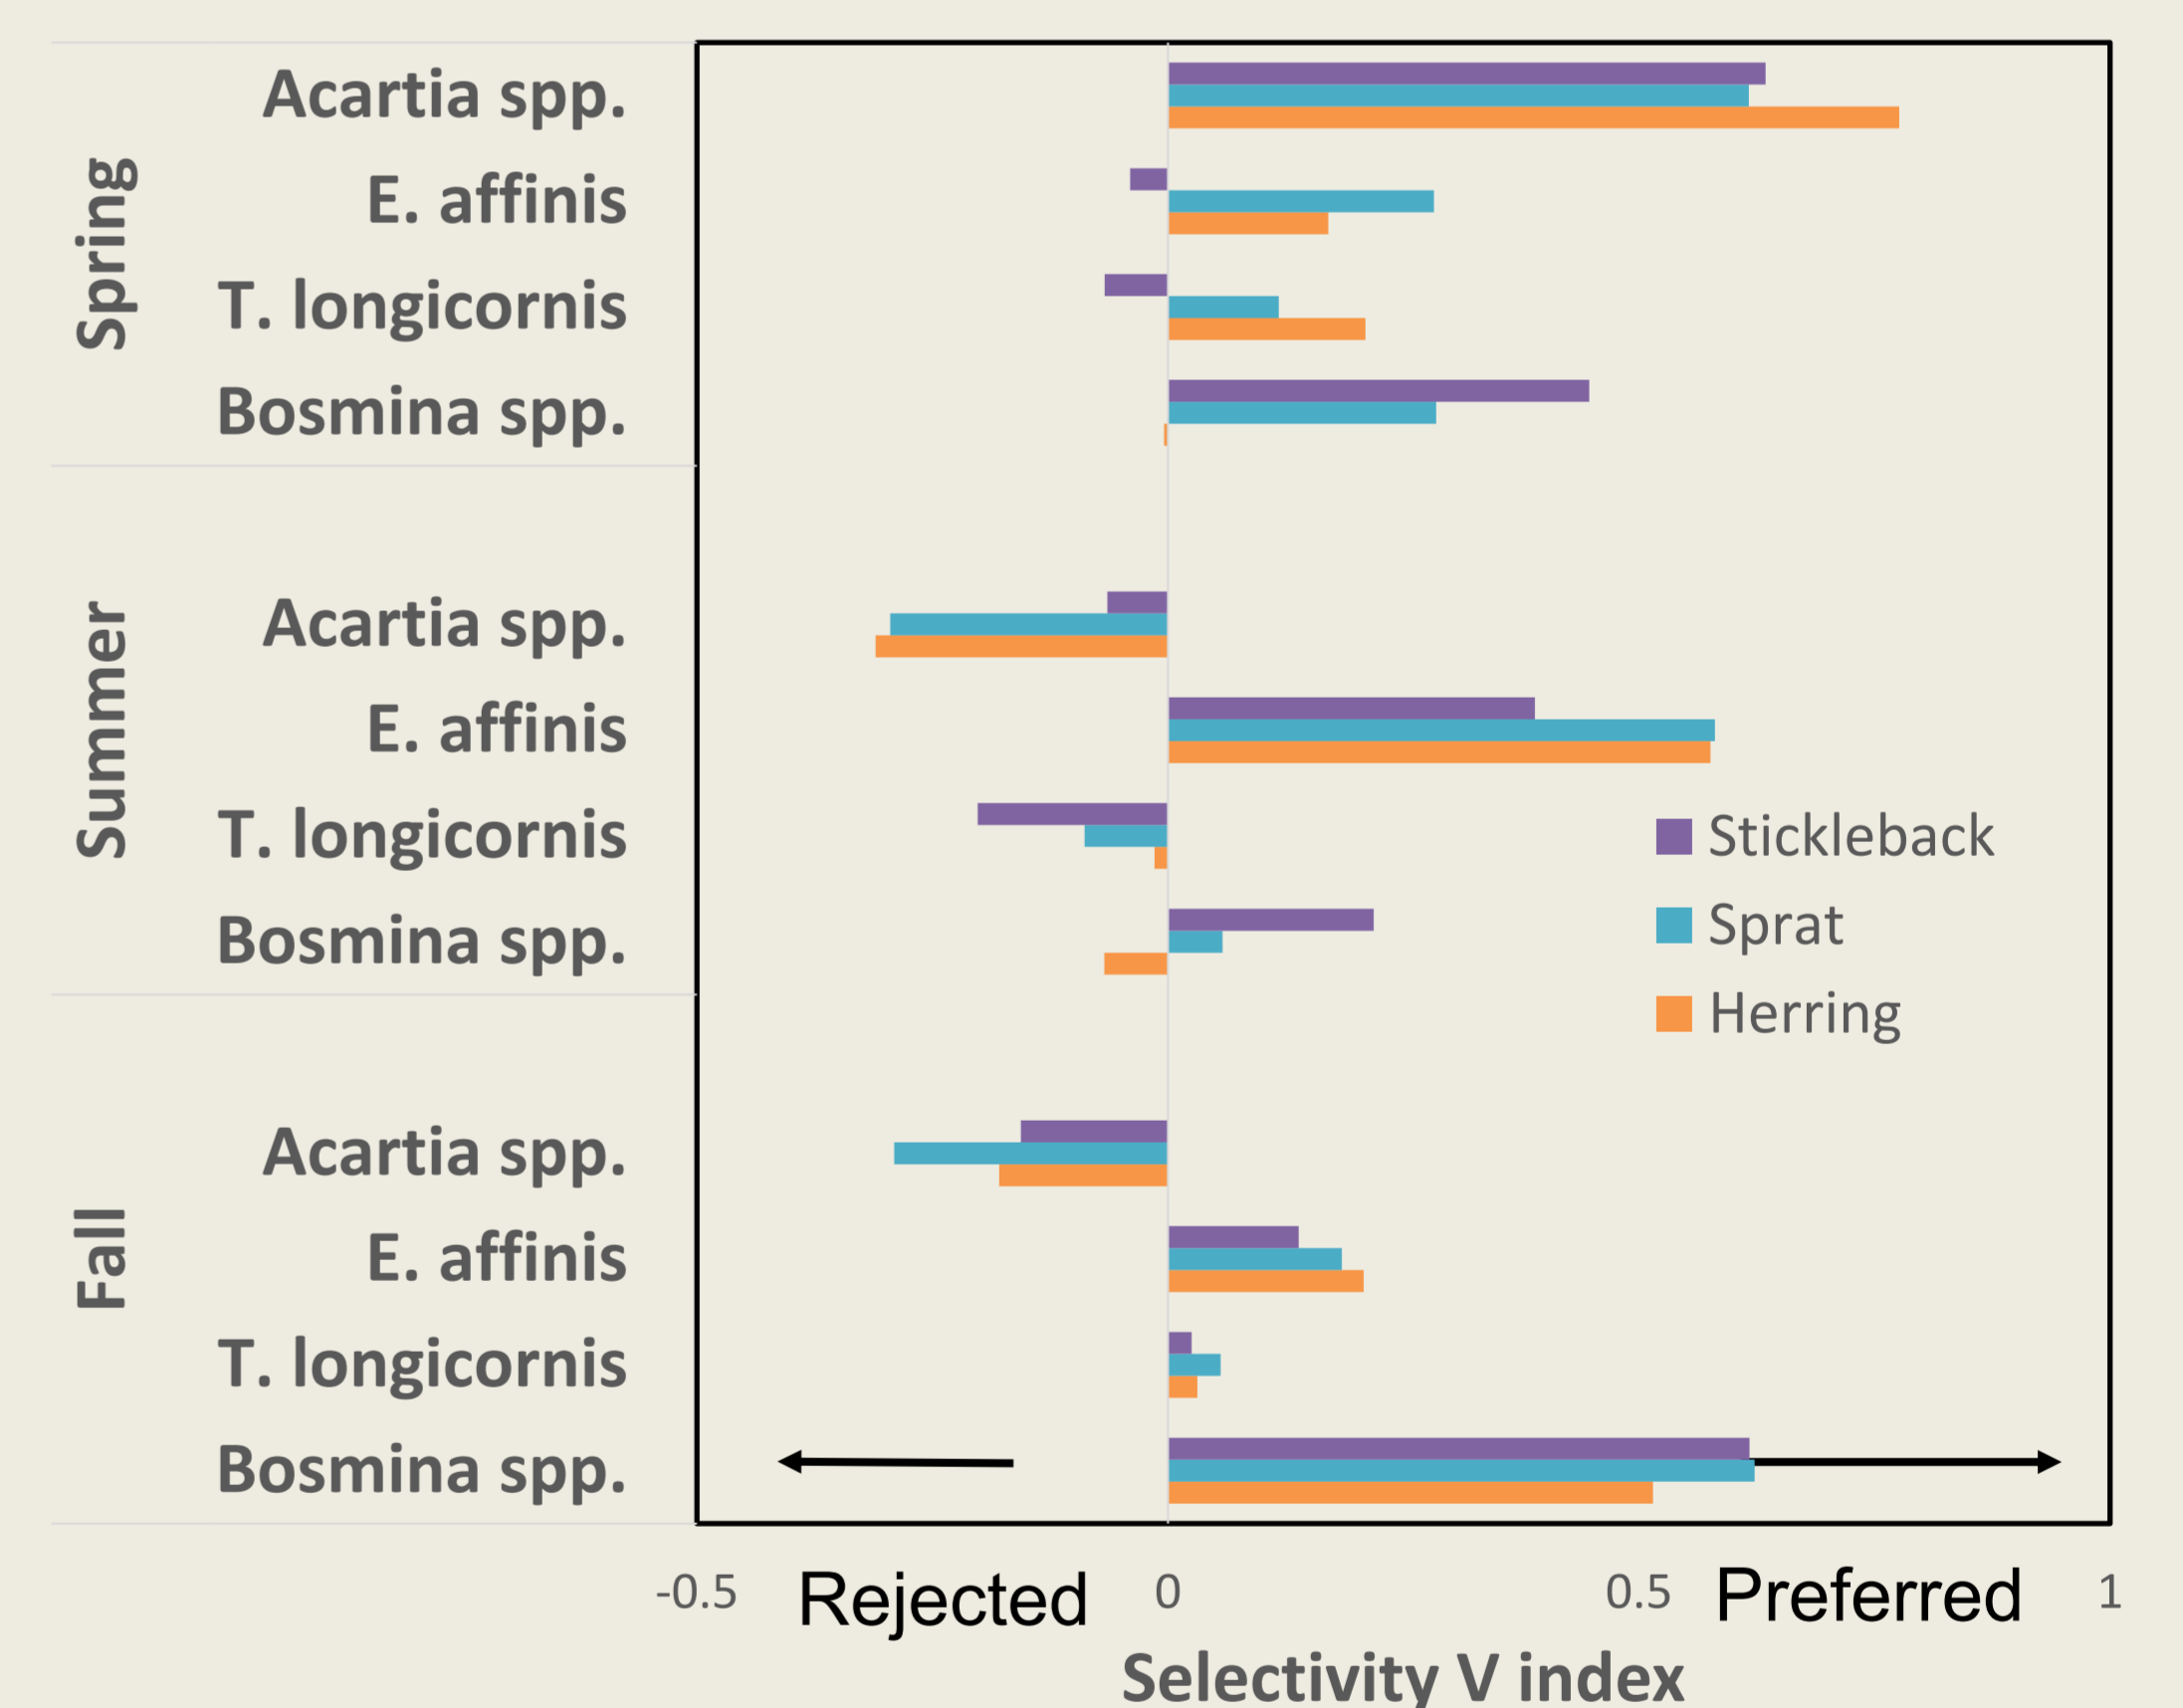 Spring
Acartia spp.
E. affinis
T. longicornis
Bosmina spp.
Summer
Acartia spp.
E. affinis
T. longicornis
Bosmina spp.
Stickleback
Sprat
Herring
Fall
Acartia spp.
E. affinis
T. longicornis
Bosmina spp.
-0.5 Rejected 0 0.5 Preferred 1
Selectivity V index